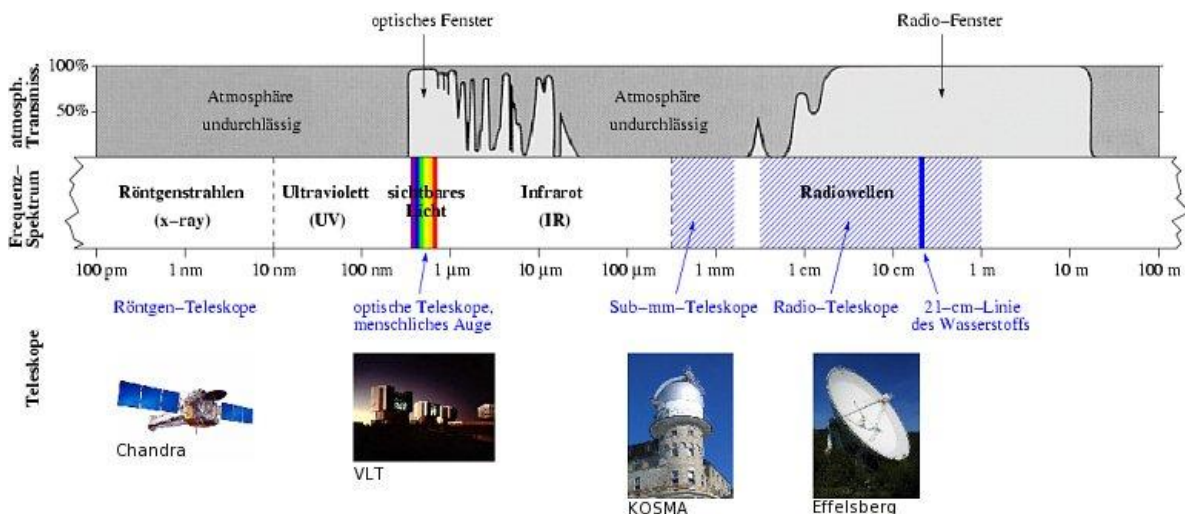 optisches Fenster
Radio-Fenster
atmosph.
Transmiss.
100%
50%
Atmosphäre
undurchlässig
Atmosphäre
undurchlässig
Frequenz-
Spektrum
Röntgenstrahlen
(x-ray)
Ultraviolett
(UV)
sichtbares
Licht
Infrarot
(IR)
Radiowellen
100 pm
1 nm
10 nm
100 nm
1 µm
10 µm
100 µm
1 mm
1 cm
10 cm
1 m
10 m
100 m
Teleskope
Röntgen-Teleskope
optische Teleskope,
menschliches Auge
Sub-mm-Teleskope
Radio-Teleskope
21-cm-Linie
des Wasserstoffs
Chandra
VLT
KOSMA
Effelsberg